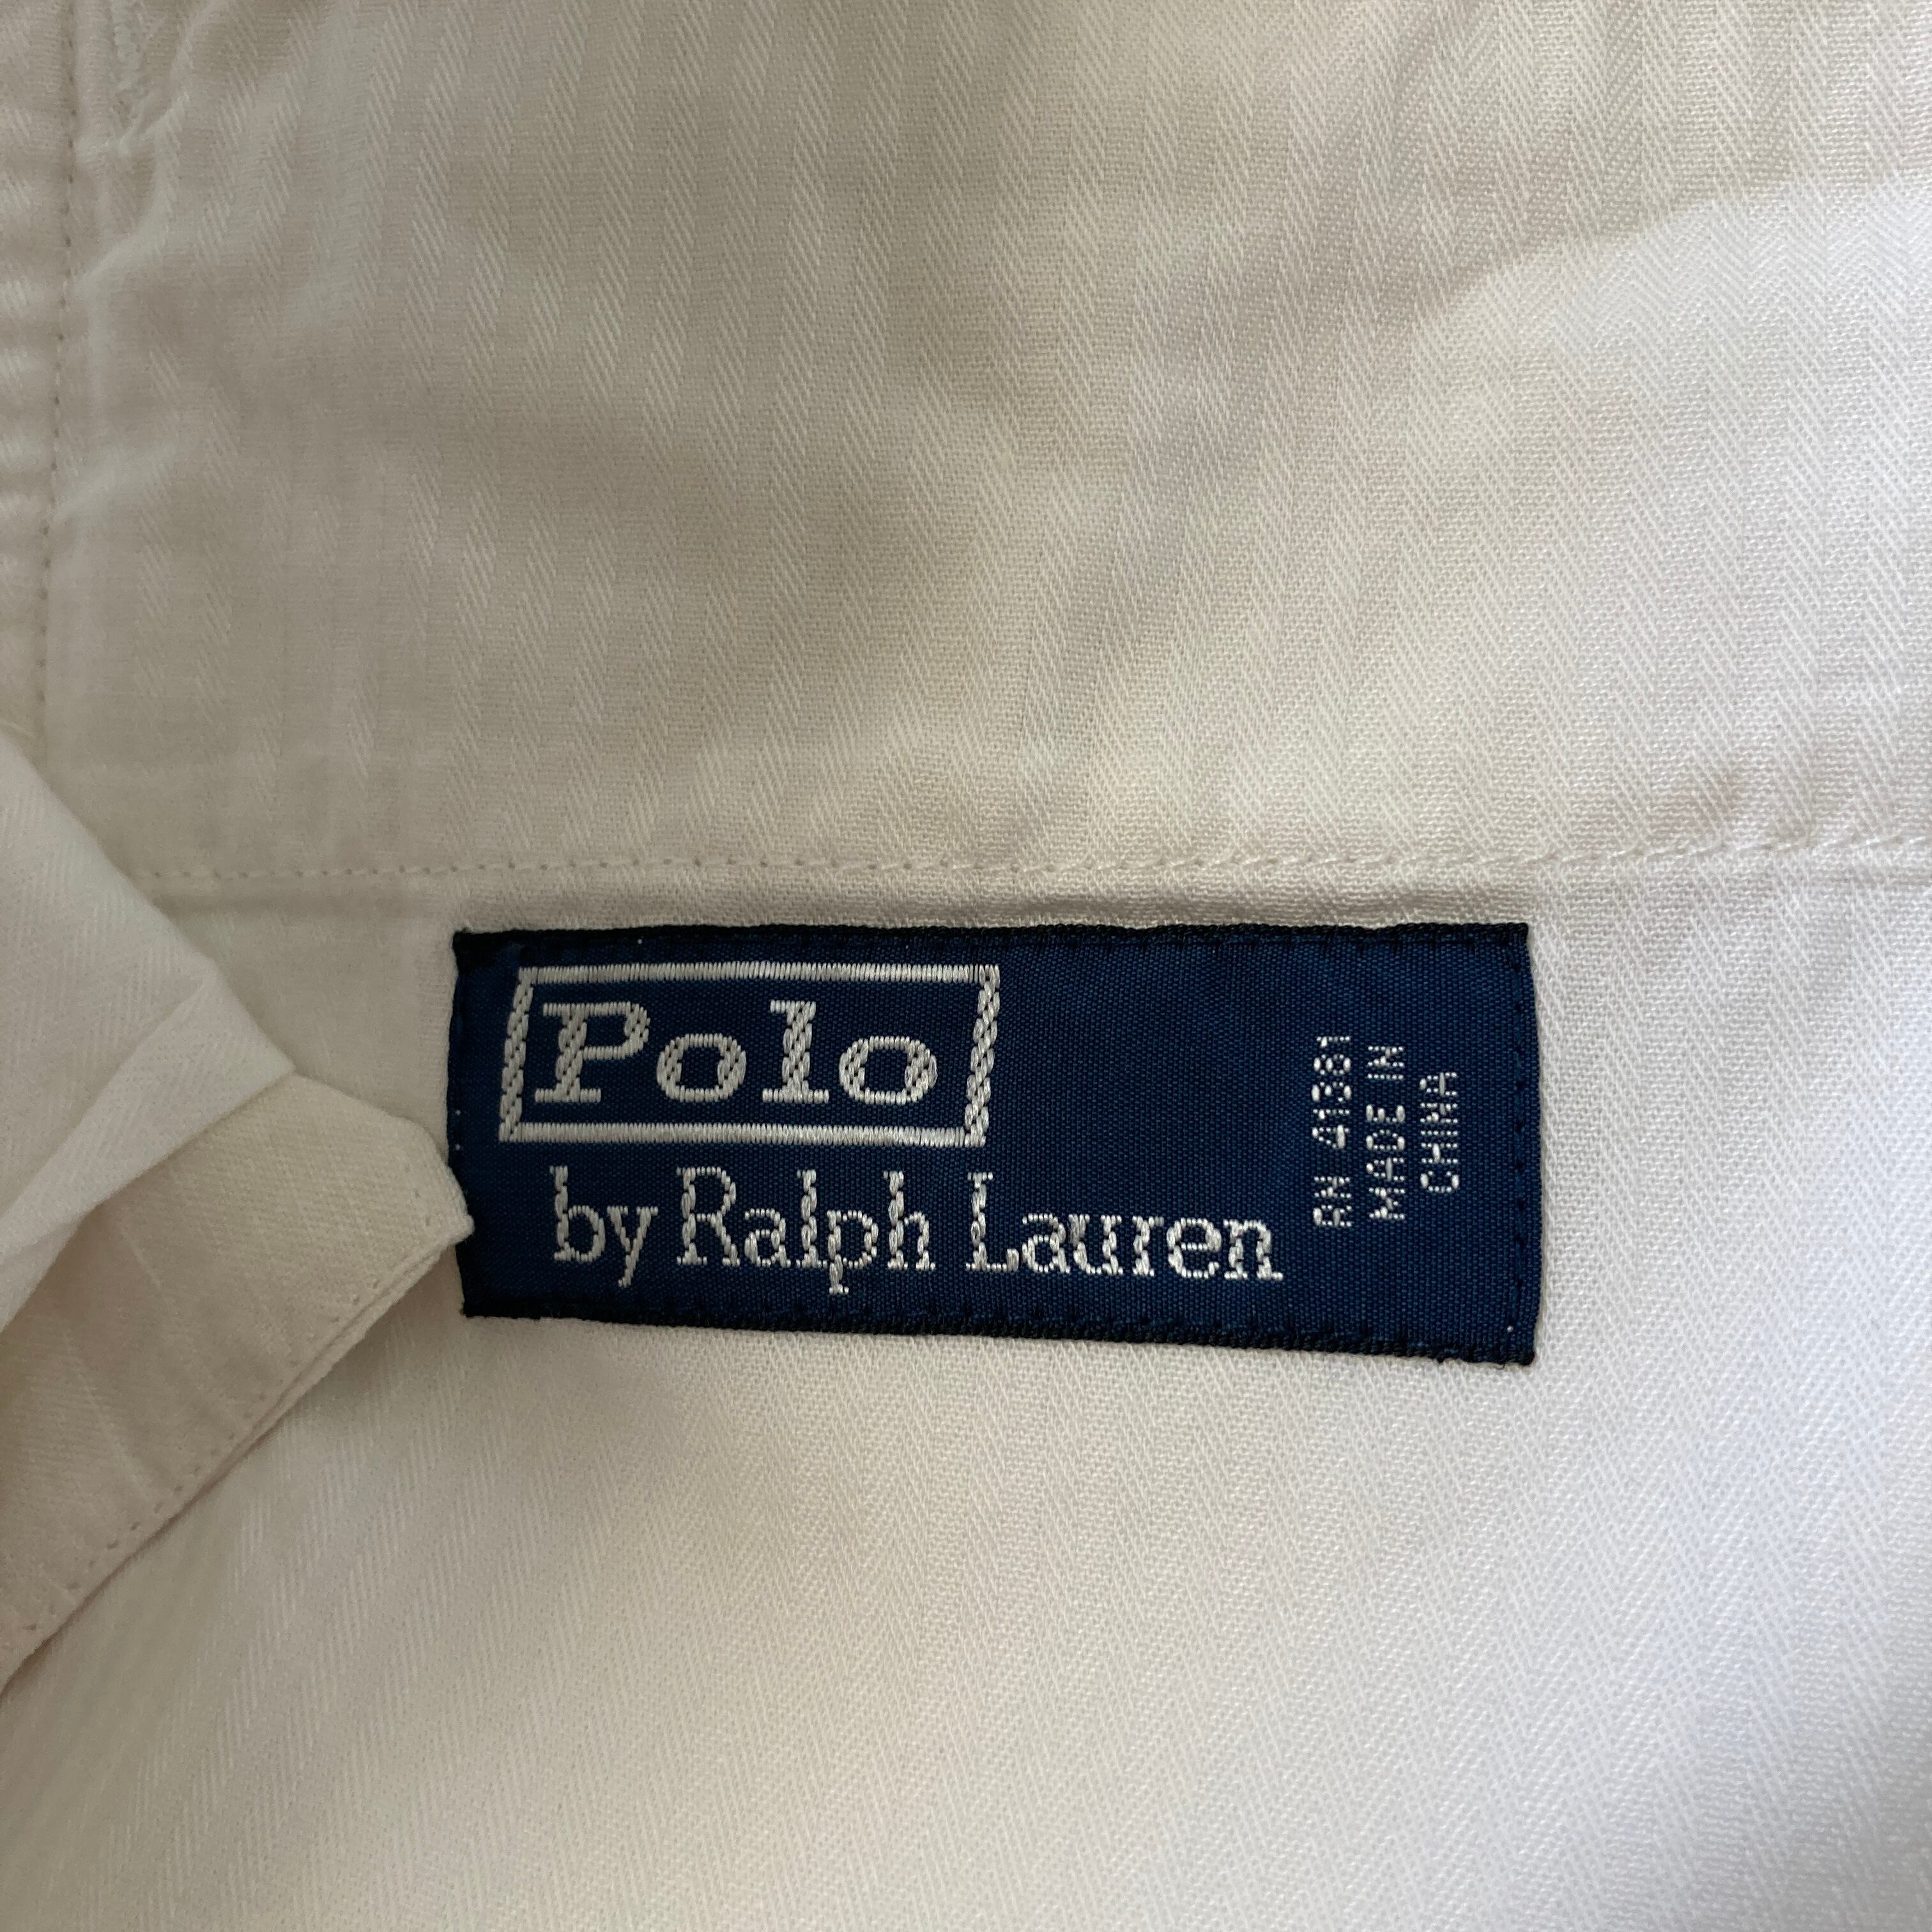 Polo
by Ralph Lauren
RN 41381
MADE IN
CHINA